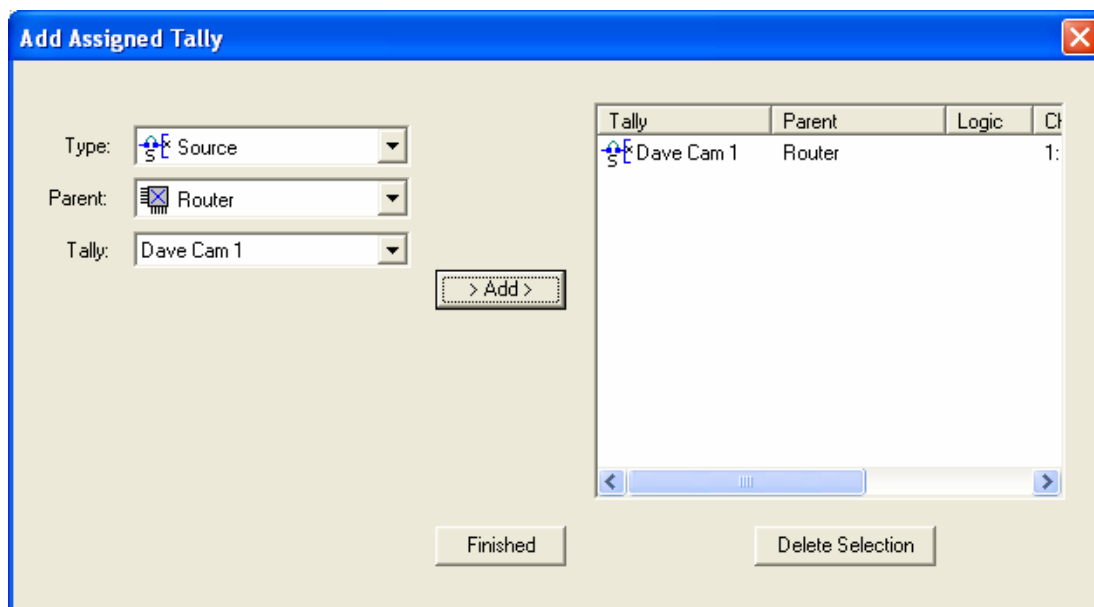 Add Assigned Tally
Type: Source
Parent: Router
Tally: Dave Cam 1
> Add >
Tally Parent Logic
Dave Cam 1 Router 1:
Finished
Delete Selection